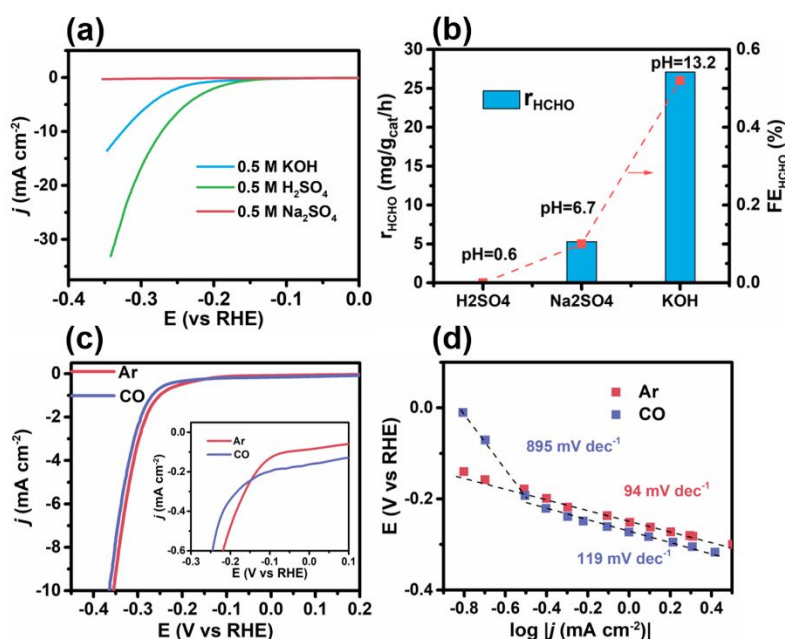 (a)
0
-10
-20
-30
j (mA cm⁻²)
0.5 M KOH
0.5 M H₂SO₄
0.5 M Na₂SO₄
-0.4 -0.3 -0.2 -0.1 0.0
E (vs RHE)
(b)
30
25
20
15
10
5
0
r_HCHO (mg/g_cat/h)
r_HCHO
pH=0.6
pH=6.7
pH=13.2
0.6
0.4
0.2
0.0
FE_HCHO (%)
H2SO4 Na2SO4 KOH
(c)
0
-2
-4
-6
-8
-10
j (mA cm⁻²)
Ar
CO
0.0
-0.2
-0.4
-0.6
j (mA cm⁻²)
Ar
CO
-0.3 -0.2 -0.1 0.0 0.1
E (V vs RHE)
-0.4 -0.3 -0.2 -0.1 0.0 0.1 0.2
E (V vs RHE)
(d)
0.0
-0.2
-0.4
E (V vs RHE)
Ar
CO
895 mV dec⁻¹
94 mV dec⁻¹
119 mV dec⁻¹
-0.8 -0.6 -0.4 -0.2 0.0 0.2 0.4
log |j (mA cm⁻²)|